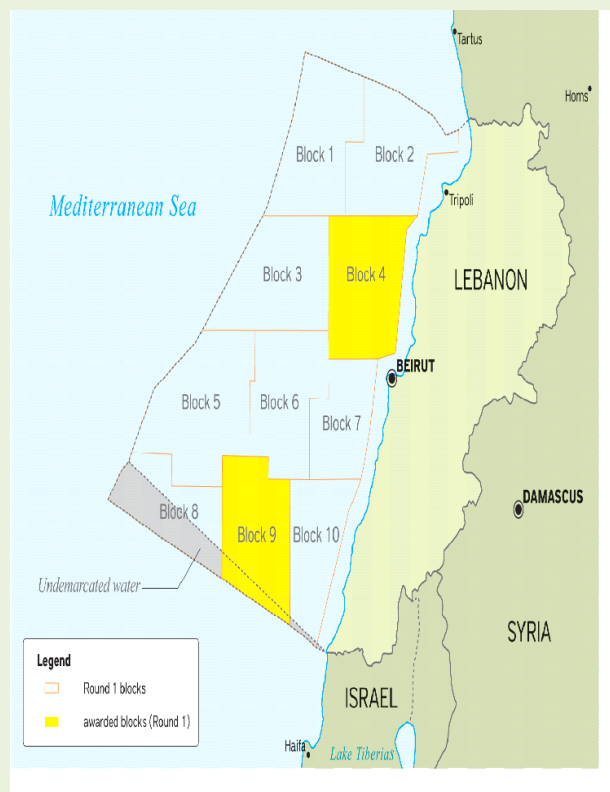 Tartus
Homs
Block 1
Block 2
Mediterranean Sea
Tripoli
Block 3
Block 4
LEBANON
BEIRUT
Block 5
Block 6
Block 7
DAMASCUS
Block 8
Block 9
Block 10
Undemarcated water
SYRIA
Legend
Round 1 blocks
awarded blocks (Round 1)
ISRAEL
Haifa
Lake Tiberias